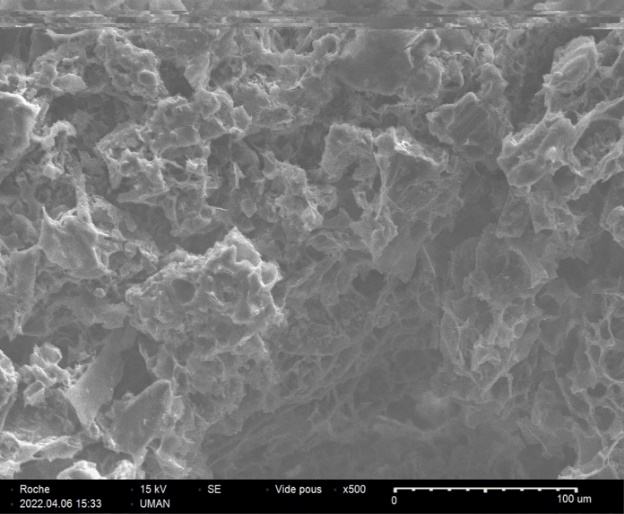 Roche 15 kV SE Vide pous x500
0 100 um
2022.04.06 15:33 UMAN